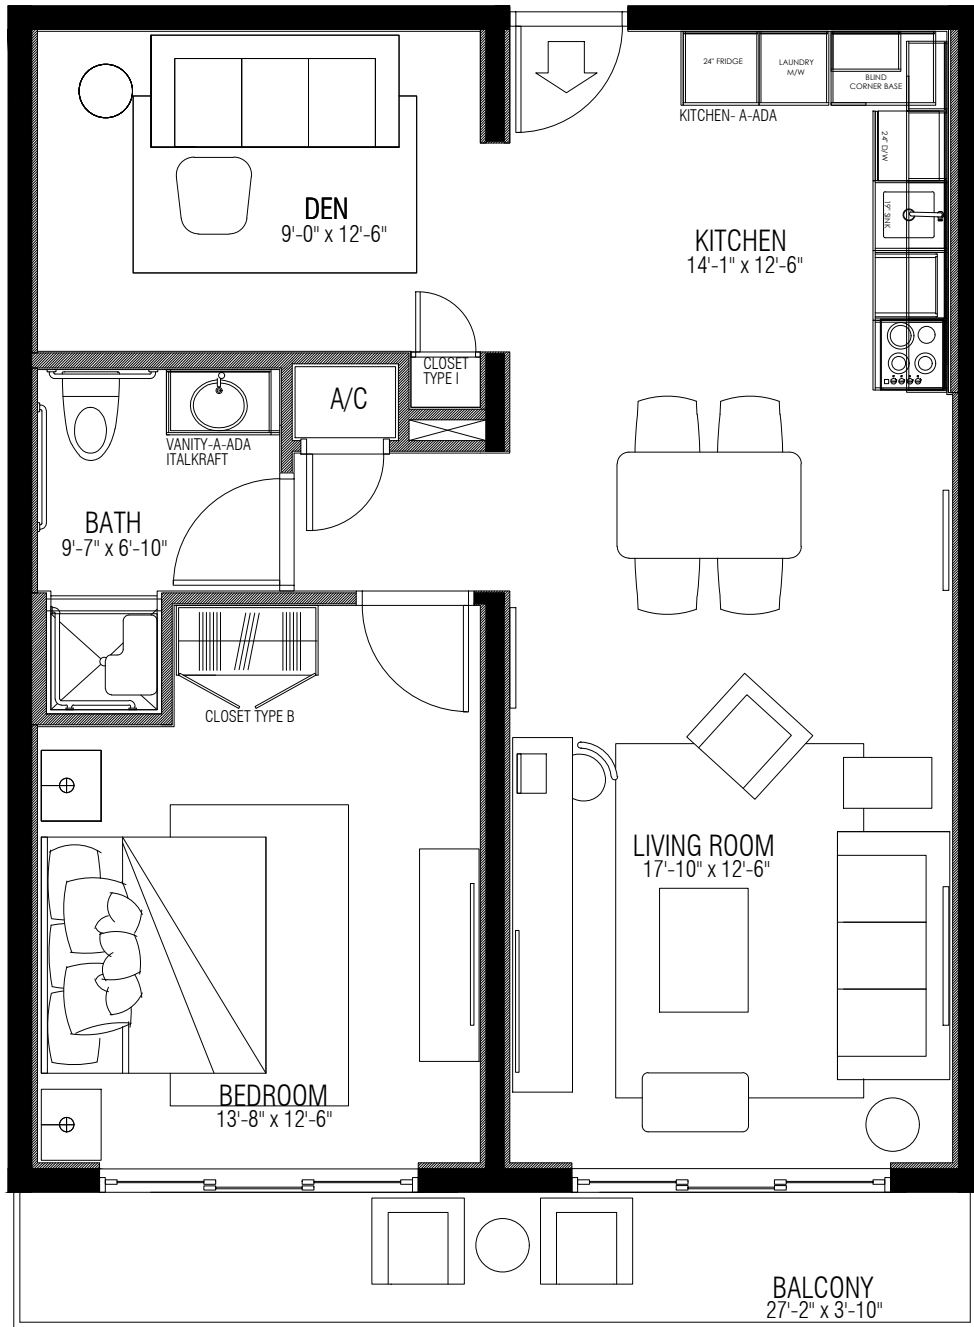 24" FRIDGE
LAUNDRY
M/W
BLIND
CORNER BASE
KITCHEN- A-ADA
24" D/W
19" SINK
DEN
9'-0" x 12'-6"
KITCHEN
14'-1" x 12'-6"
CLOSET
TYPE I
A/C
VANITY-A-ADA
ITALKRAFT
BATH
9'-7" x 6'-10"
CLOSET TYPE B
LIVING ROOM
17'-10" x 12'-6"
BEDROOM
13'-8" x 12'-6"
BALCONY
27'-2" x 3'-10"